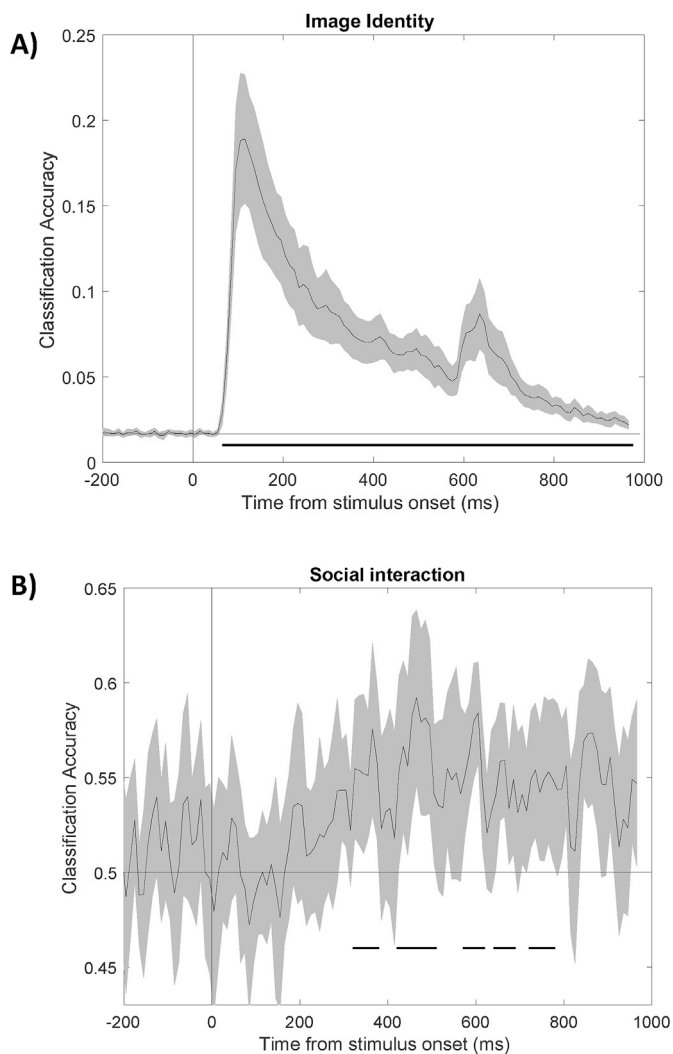 A)
Image Identity
0.25
0.2
0.15
0.1
0.05
0
Classification Accuracy
-200 0 200 400 600 800 1000
Time from stimulus onset (ms)
B)
Social interaction
0.65
0.6
0.55
0.5
0.45
Classification Accuracy
-200 0 200 400 600 800 1000
Time from stimulus onset (ms)